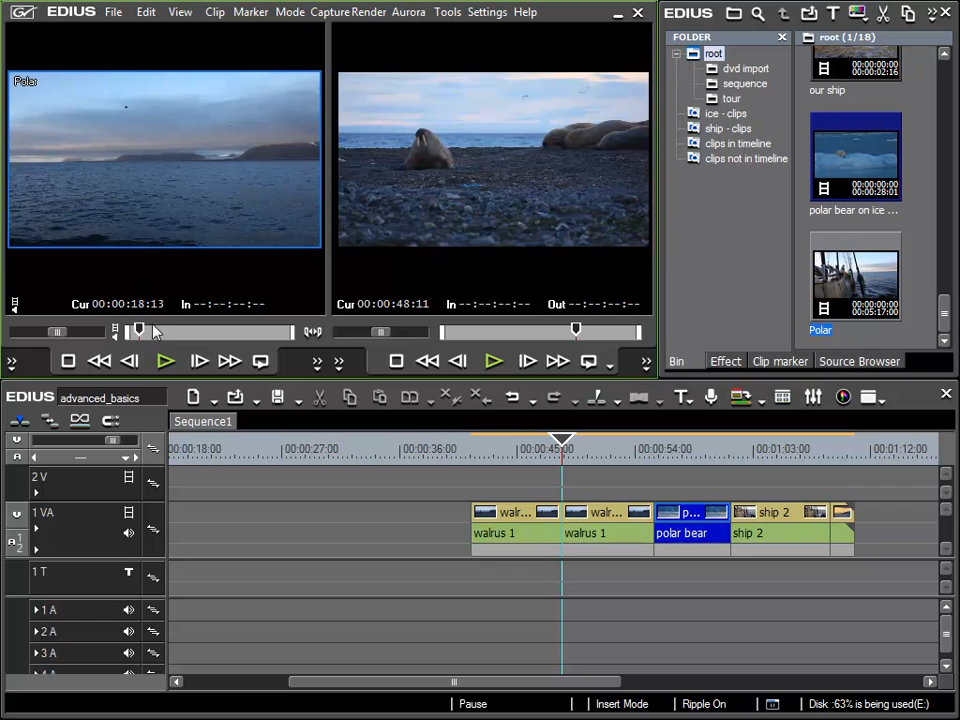 GV EDIUS File Edit View Clip Marker Mode Capture Render Aurora Tools Settings Help
EDIUS
FOLDER
root
dvd import
sequence
tour
ice - clips
ship - clips
clips in timeline
clips not in timeline
root (1/18)
00:00:00:00
00:00:02:16
our ship
00:00:00:00
00:00:28:01
polar bear on ice ...
00:00:00:00
00:05:17:00
Polar
Bin Effect Clip marker Source Browser
Polar
Cur 00:00:18:13 In --:--:--:--
Cur 00:00:48:11 In --:--:--:-- Out --:--:--:--
EDIUS advanced_basics
Sequence1
00:00:18:00 00:00:27:00 00:00:36:00 00:00:45:00 00:00:54:00 00:01:03:00 00:01:12:00
2 V
1 VA
walr... walr... p... ship 2
walrus 1 walrus 1 polar bear ship 2
A 1 2
1 T T
1 A
2 A
3 A
Pause Insert Mode Ripple On Disk :63% is being used(E:)